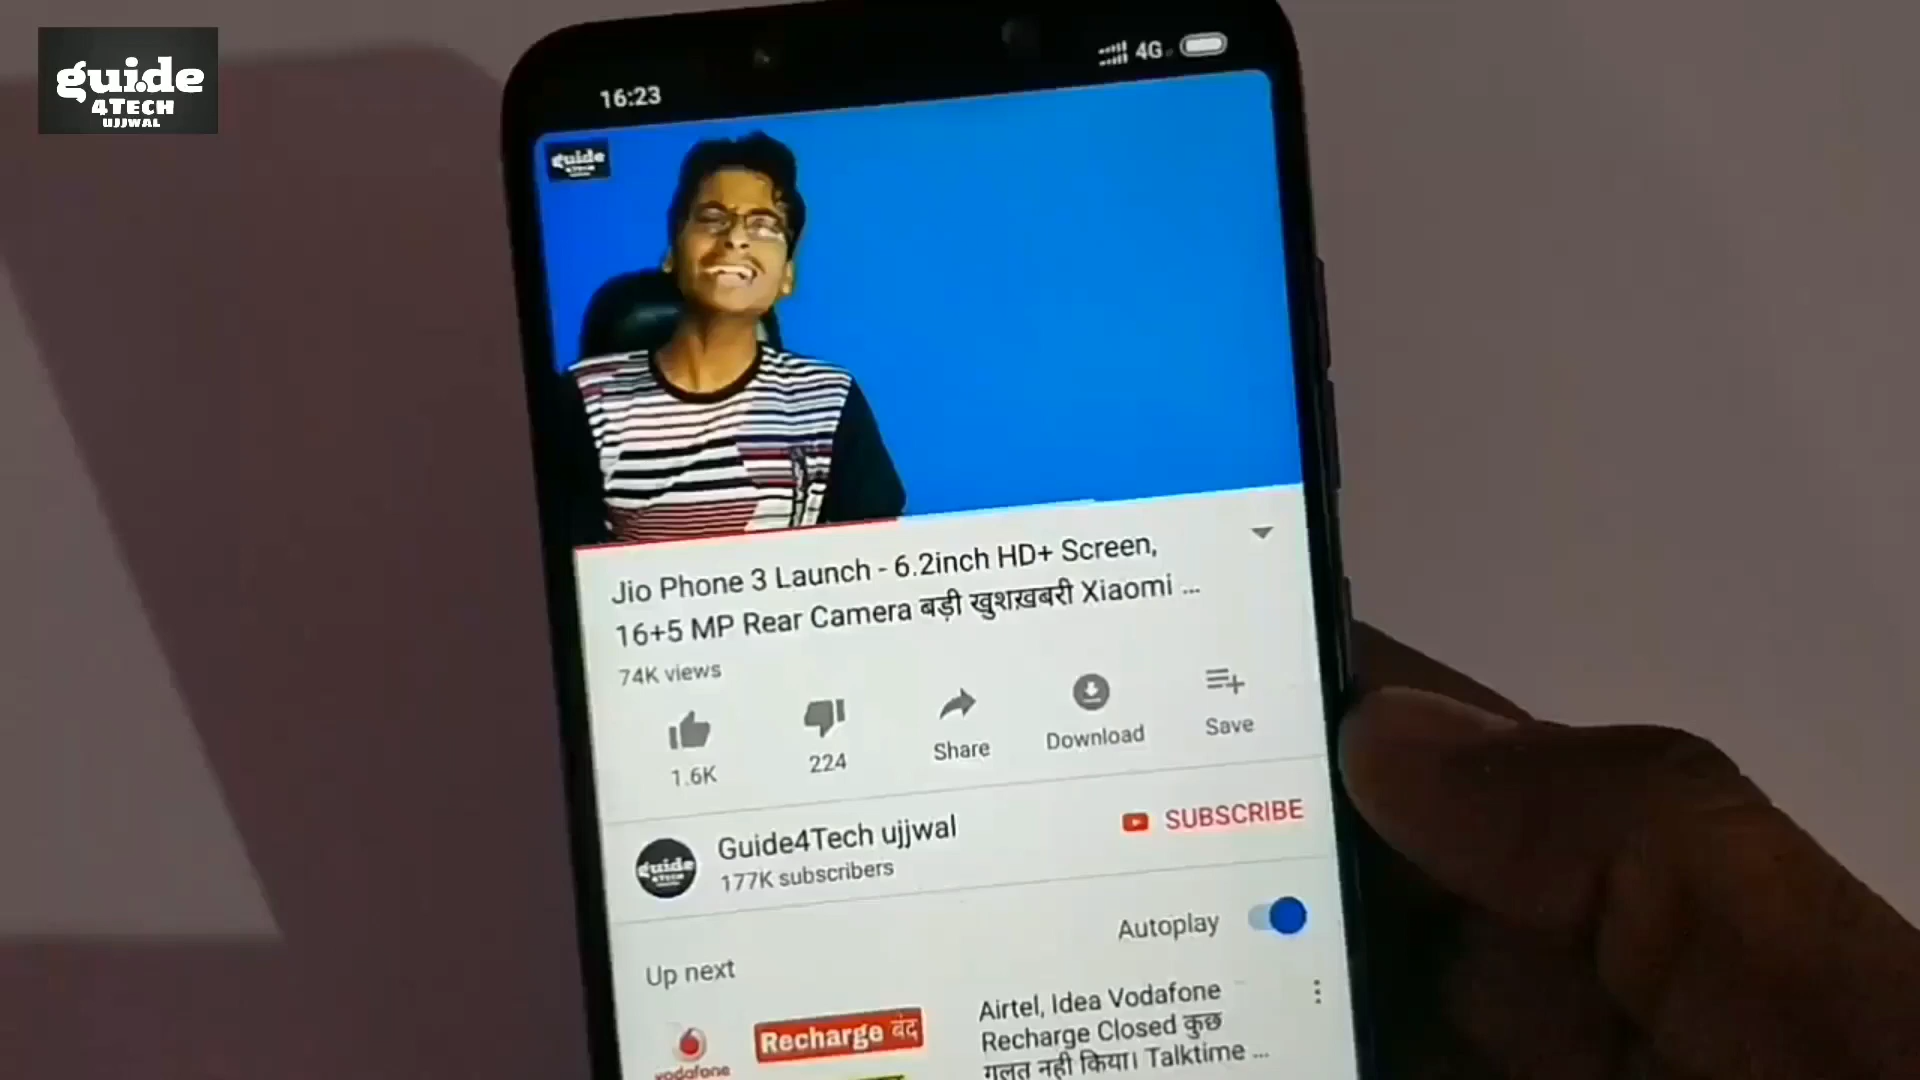 guide
4TECH
UJJWAL
16:23
4G
guide
Jio Phone 3 Launch - 6.2inch HD+ Screen,
16+5 MP Rear Camera बड़ी खुशख़बरी Xiaomi ...
74K views
1.6K
224
Share
Download
Save
guide
Guide4Tech ujjwal
177K subscribers
SUBSCRIBE
Autoplay
Up next
vodafone
Recharge बंद
Airtel, Idea Vodafone
Recharge Closed कुछ
गलत नही किया। Talktime ...